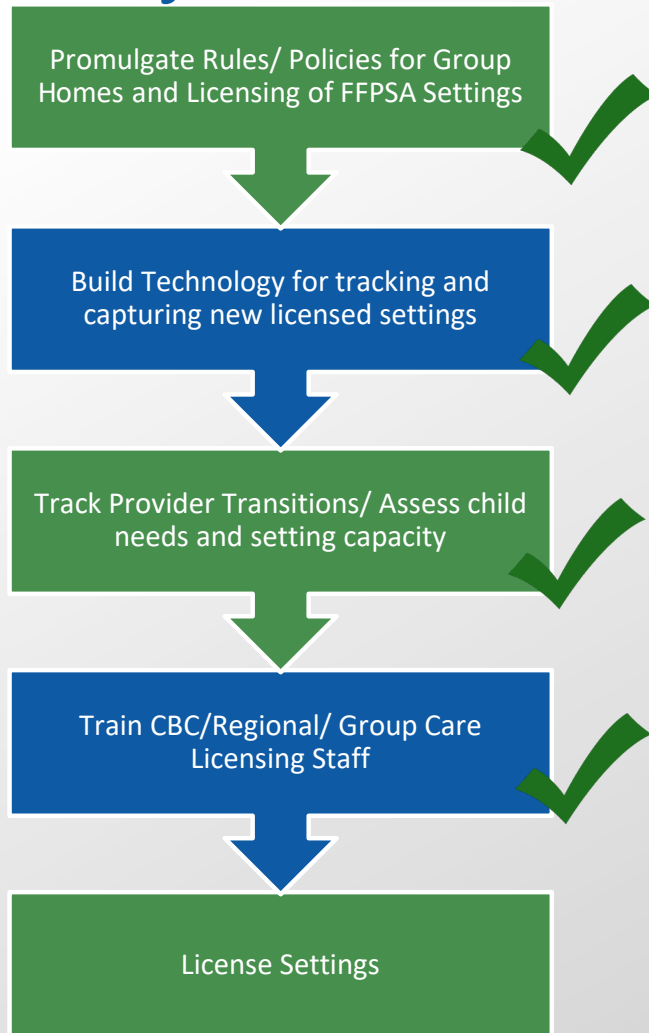 Promulgate Rules/ Policies for Group
Homes and Licensing of FFPSA Settings
Build Technology for tracking and
capturing new licensed settings
Track Provider Transitions/ Assess child
needs and setting capacity
Train CBC/Regional/ Group Care
Licensing Staff
License Settings